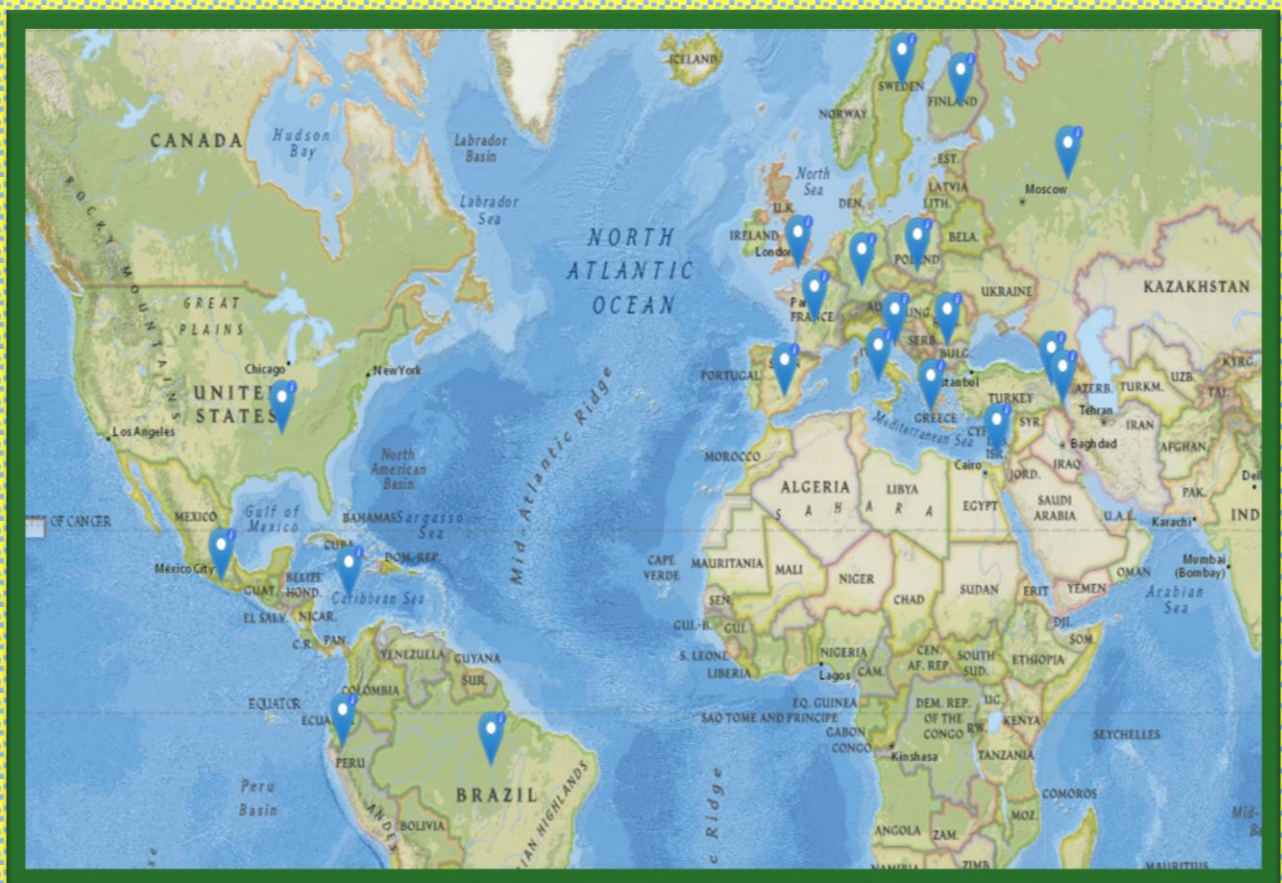 ICELAND
SWEDEN
FINLAND
NORWAY
CANADA
Hudson
Bay
Labrador
Basin
Labrador
Sea
North
Sea
EST.
LATVIA
LITH.
Moscow
DEN.
U.K.
IRELAND
London
BELA.
NORTH
ATLANTIC
OCEAN
ROCKY MOUNTAINS
GREAT
PLAINS
UKRAINE
KAZAKHSTAN
FRANCE
SERB.
BULG.
Chicago
New York
UNITED
STATES
Los Angeles
PORTUGAL
TURKEY
AZERB.
TURKM.
UZB.
KYRG.
TAJ.
GREECE
Mediterranean Sea
SYR.
Tehran
IRAN
AFGHAN.
Baghdad
IRAQ
ISR.
JORD.
Cairo
MOROCCO
North
American
Basin
Mid-Atlantic Ridge
ALGERIA
LIBYA
EGYPT
SAHARA
SAUDI
ARABIA
U.A.E.
PAK.
Karachi
IND
OF CANCER
MEXICO
Gulf of
Mexico
BAHAMAS
Sargasso
Sea
CUBA
DOM. REP.
México City
BELIZE
HOND.
GUAT.
Caribbean Sea
EL SALV.
NICAR.
C.R.
PAN.
CAPE
VERDE
MAURITANIA
MALI
NIGER
CHAD
SUDAN
ERIT
YEMEN
OMAN
Mumbai
(Bombay)
Arabian
Sea
SEN.
GUI.-B.
GUI.
S. LEONE
LIBERIA
NIGERIA
Lagos
CAM.
CEN.
AF. REP.
SOUTH
SUD.
ETHIOPIA
DJI.
SOM.
VENEZUELA
GUYANA
SUR.
COLOMBIA
EQUATOR
PERU
BRAZIL
BOLIVIA
ANDES
Peru
Basin
EQ. GUINEA
SAO TOME AND PRINCIPE
GABON
CONGO
DEM. REP.
OF THE
CONGO
UG.
RW.
KENYA
Kinshasa
TANZANIA
SEYCHELLES
COMOROS
ANGOLA
ZAM.
MOZ.
ZIMB.
NAMIBIA
MAURITIUS